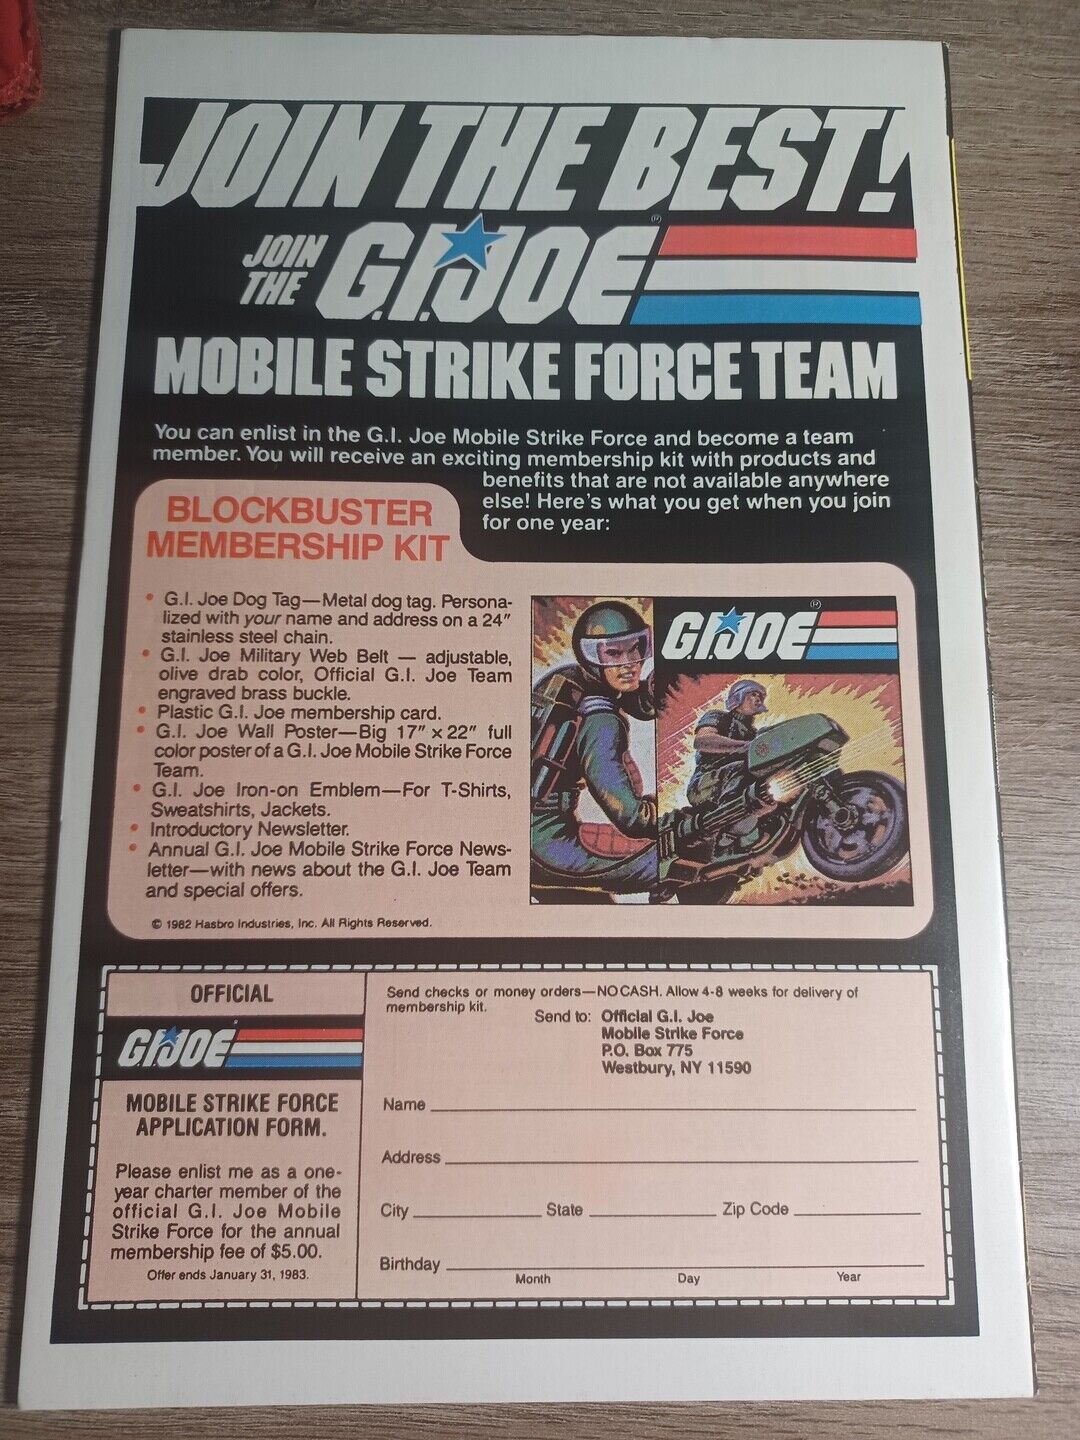 JOIN THE BEST!
JOIN
THE
G.I. JOE®
MOBILE STRIKE FORCE TEAM
You can enlist in the G.I. Joe Mobile Strike Force and become a team
member. You will receive an exciting membership kit with products and
benefits that are not available anywhere
else! Here's what you get when you join
for one year:
BLOCKBUSTER
MEMBERSHIP KIT
• G.I. Joe Dog Tag—Metal dog tag. Persona-
lized with your name and address on a 24"
stainless steel chain.
• G.I. Joe Military Web Belt — adjustable,
olive drab color, Official G.I. Joe Team
engraved brass buckle.
• Plastic G.I. Joe membership card.
• G.I. Joe Wall Poster—Big 17" × 22" full
color poster of a G.I. Joe Mobile Strike Force
Team.
• G.I. Joe Iron-on Emblem—For T-Shirts,
Sweatshirts, Jackets.
• Introductory Newsletter.
• Annual G.I. Joe Mobile Strike Force News-
letter—with news about the G.I. Joe Team
and special offers.
© 1982 Hasbro Industries, Inc. All Rights Reserved.
G.I. JOE®
OFFICIAL
G.I. JOE®
MOBILE STRIKE FORCE
APPLICATION FORM.
Please enlist me as a one-
year charter member of the
official G.I. Joe Mobile
Strike Force for the annual
membership fee of $5.00.
Offer ends January 31, 1983.
Send checks or money orders—NO CASH. Allow 4-8 weeks for delivery of
membership kit.
Send to: Official G.I. Joe
Mobile Strike Force
P.O. Box 775
Westbury, NY 11590
Name
Address
City State Zip Code
Birthday
Month Day Year